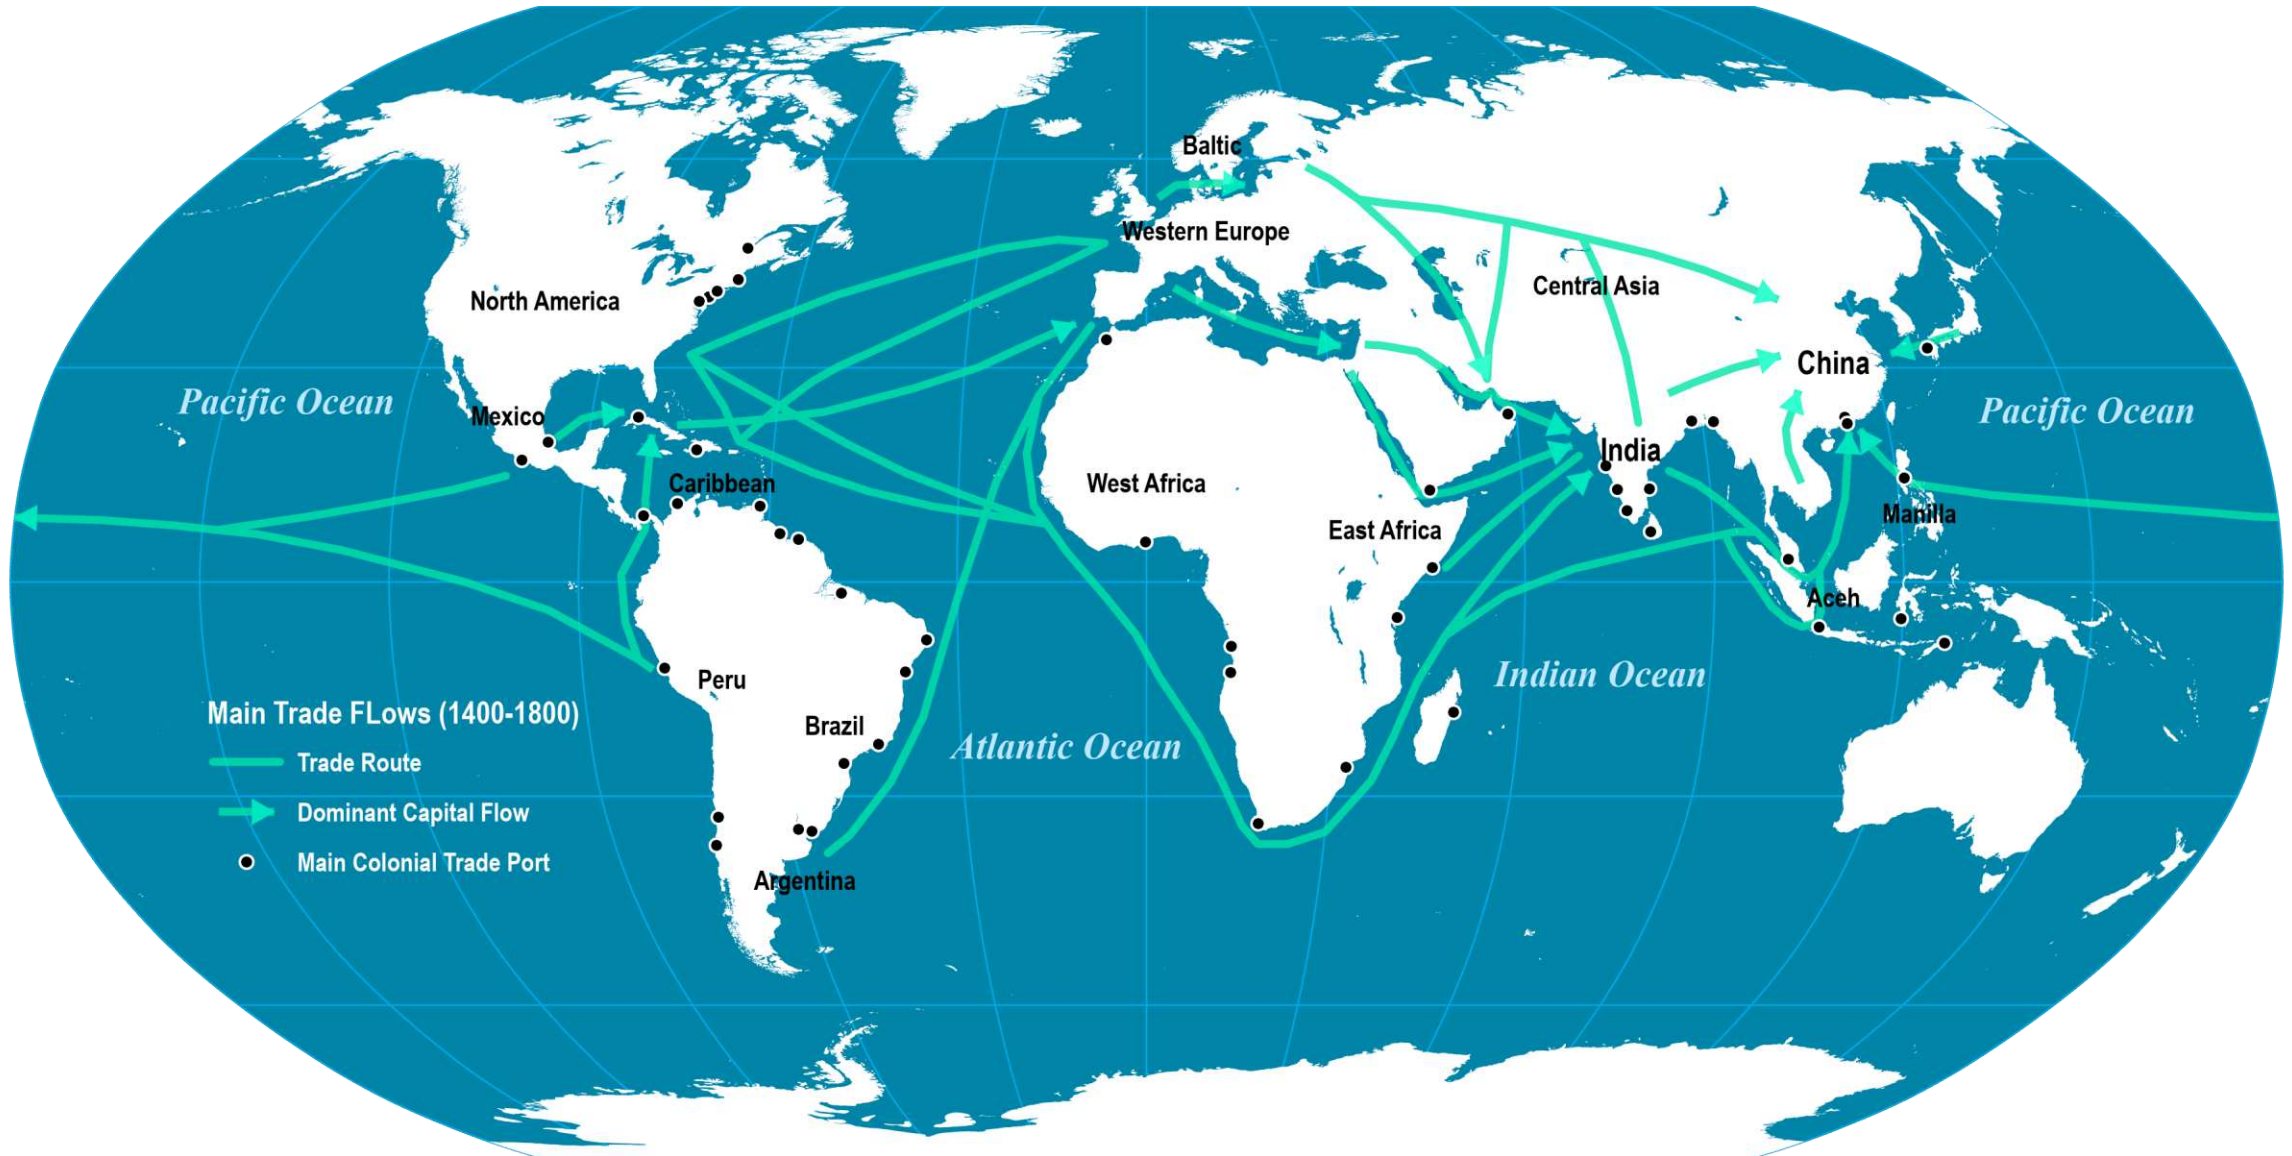 Baltic
Western Europe
North America
Central Asia
China
Pacific Ocean
Mexico
Pacific Ocean
India
West Africa
Caribbean
East Africa
Manilla
Aceh
Peru
Indian Ocean
Brazil
Atlantic Ocean
Argentina
Main Trade FLows (1400-1800)
Trade Route
Dominant Capital Flow
Main Colonial Trade Port